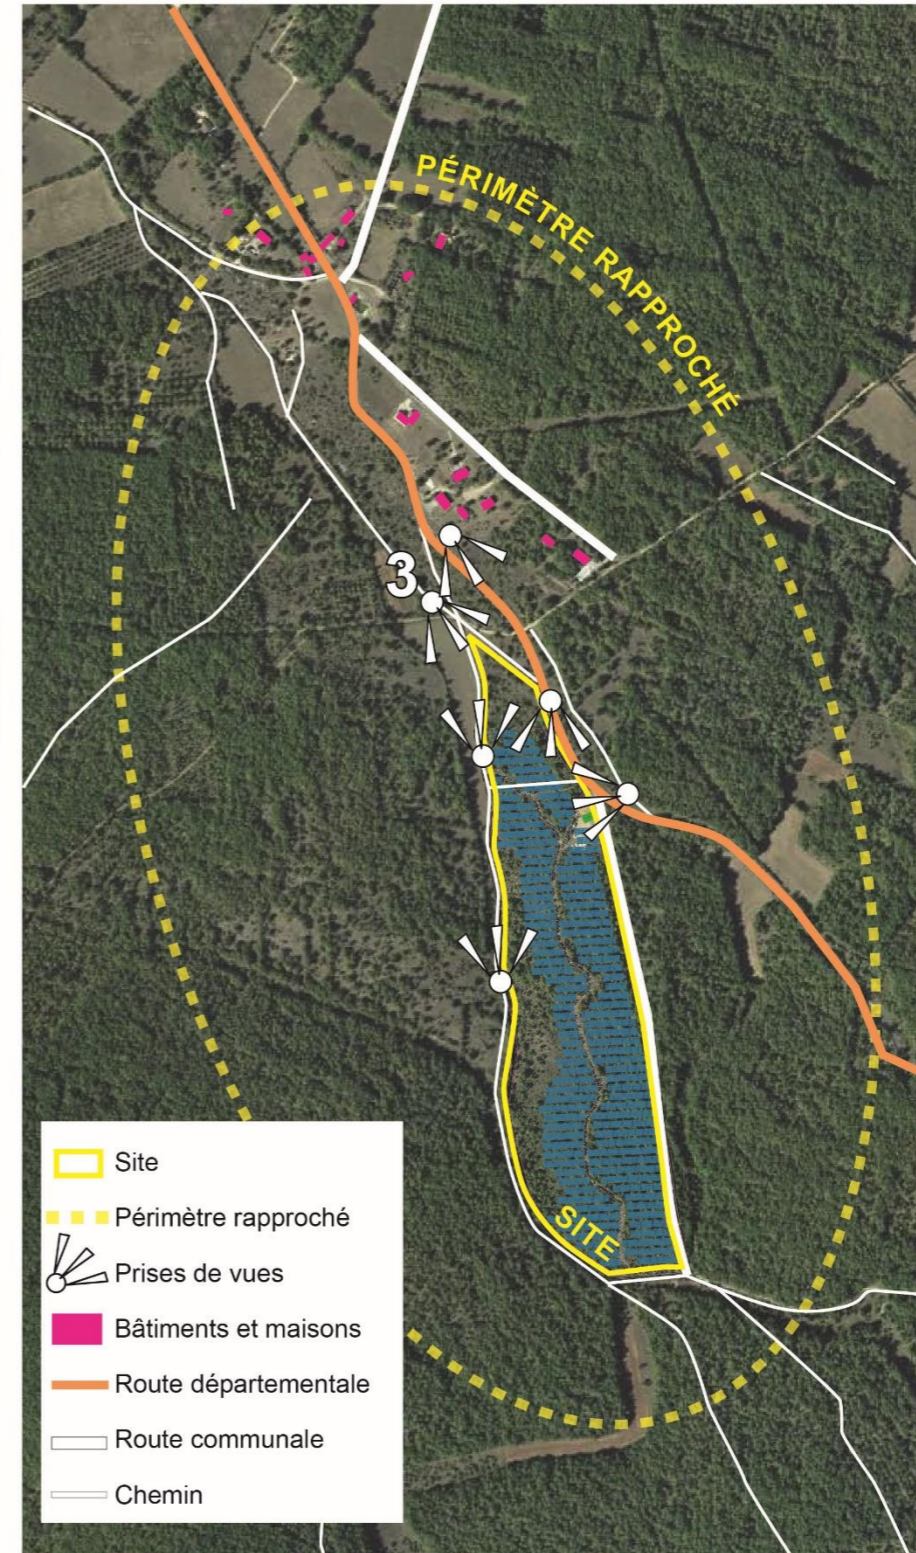 PÉRIMÈTRE RAPPROCHÉ
3
SITE
Site
Périmètre rapproché
Prises de vues
Bâtiments et maisons
Route départementale
Route communale
Chemin